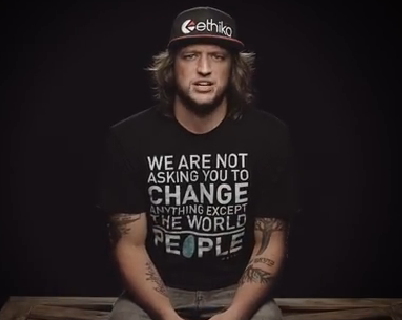 ethika
WE ARE NOT
ASKING YOU TO
CHANGE
ANYTHING EXCEPT
THE WORLD
PEOPLE